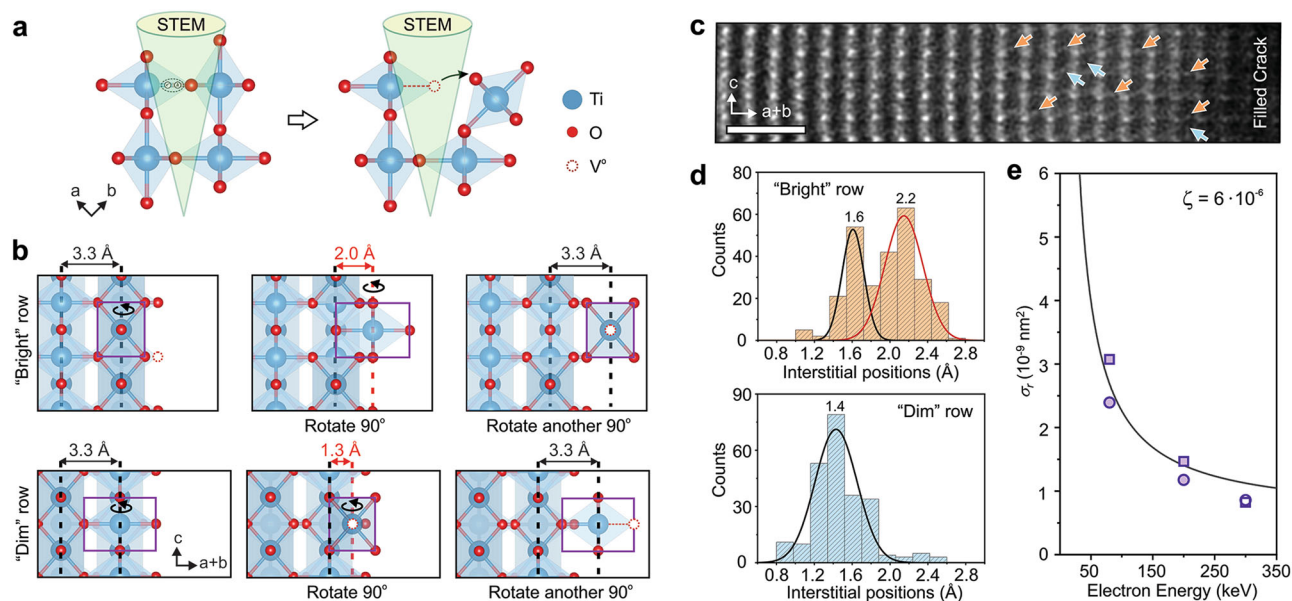 a
STEM
STEM
Ti
O
V°
a
b
b
3.3 Å
2.0 Å
3.3 Å
"Bright" row
Rotate 90°
Rotate another 90°
3.3 Å
1.3 Å
3.3 Å
"Dim" row
c
a+b
Rotate 90°
Rotate another 90°
c
c
a+b
Filled Crack
d
80
60
40
20
0
Counts
"Bright" row
1.6
2.2
0.8 1.2 1.6 2.0 2.4 2.8
Interstitial positions (Å)
90
60
30
0
Counts
"Dim" row
1.4
0.8 1.2 1.6 2.0 2.4 2.8
Interstitial positions (Å)
e
6
5
4
3
2
1
0
σr (10⁻⁹ nm2)
ζ = 6 · 10⁻⁶
50 100 150 200 250 300 350
Electron Energy (keV)